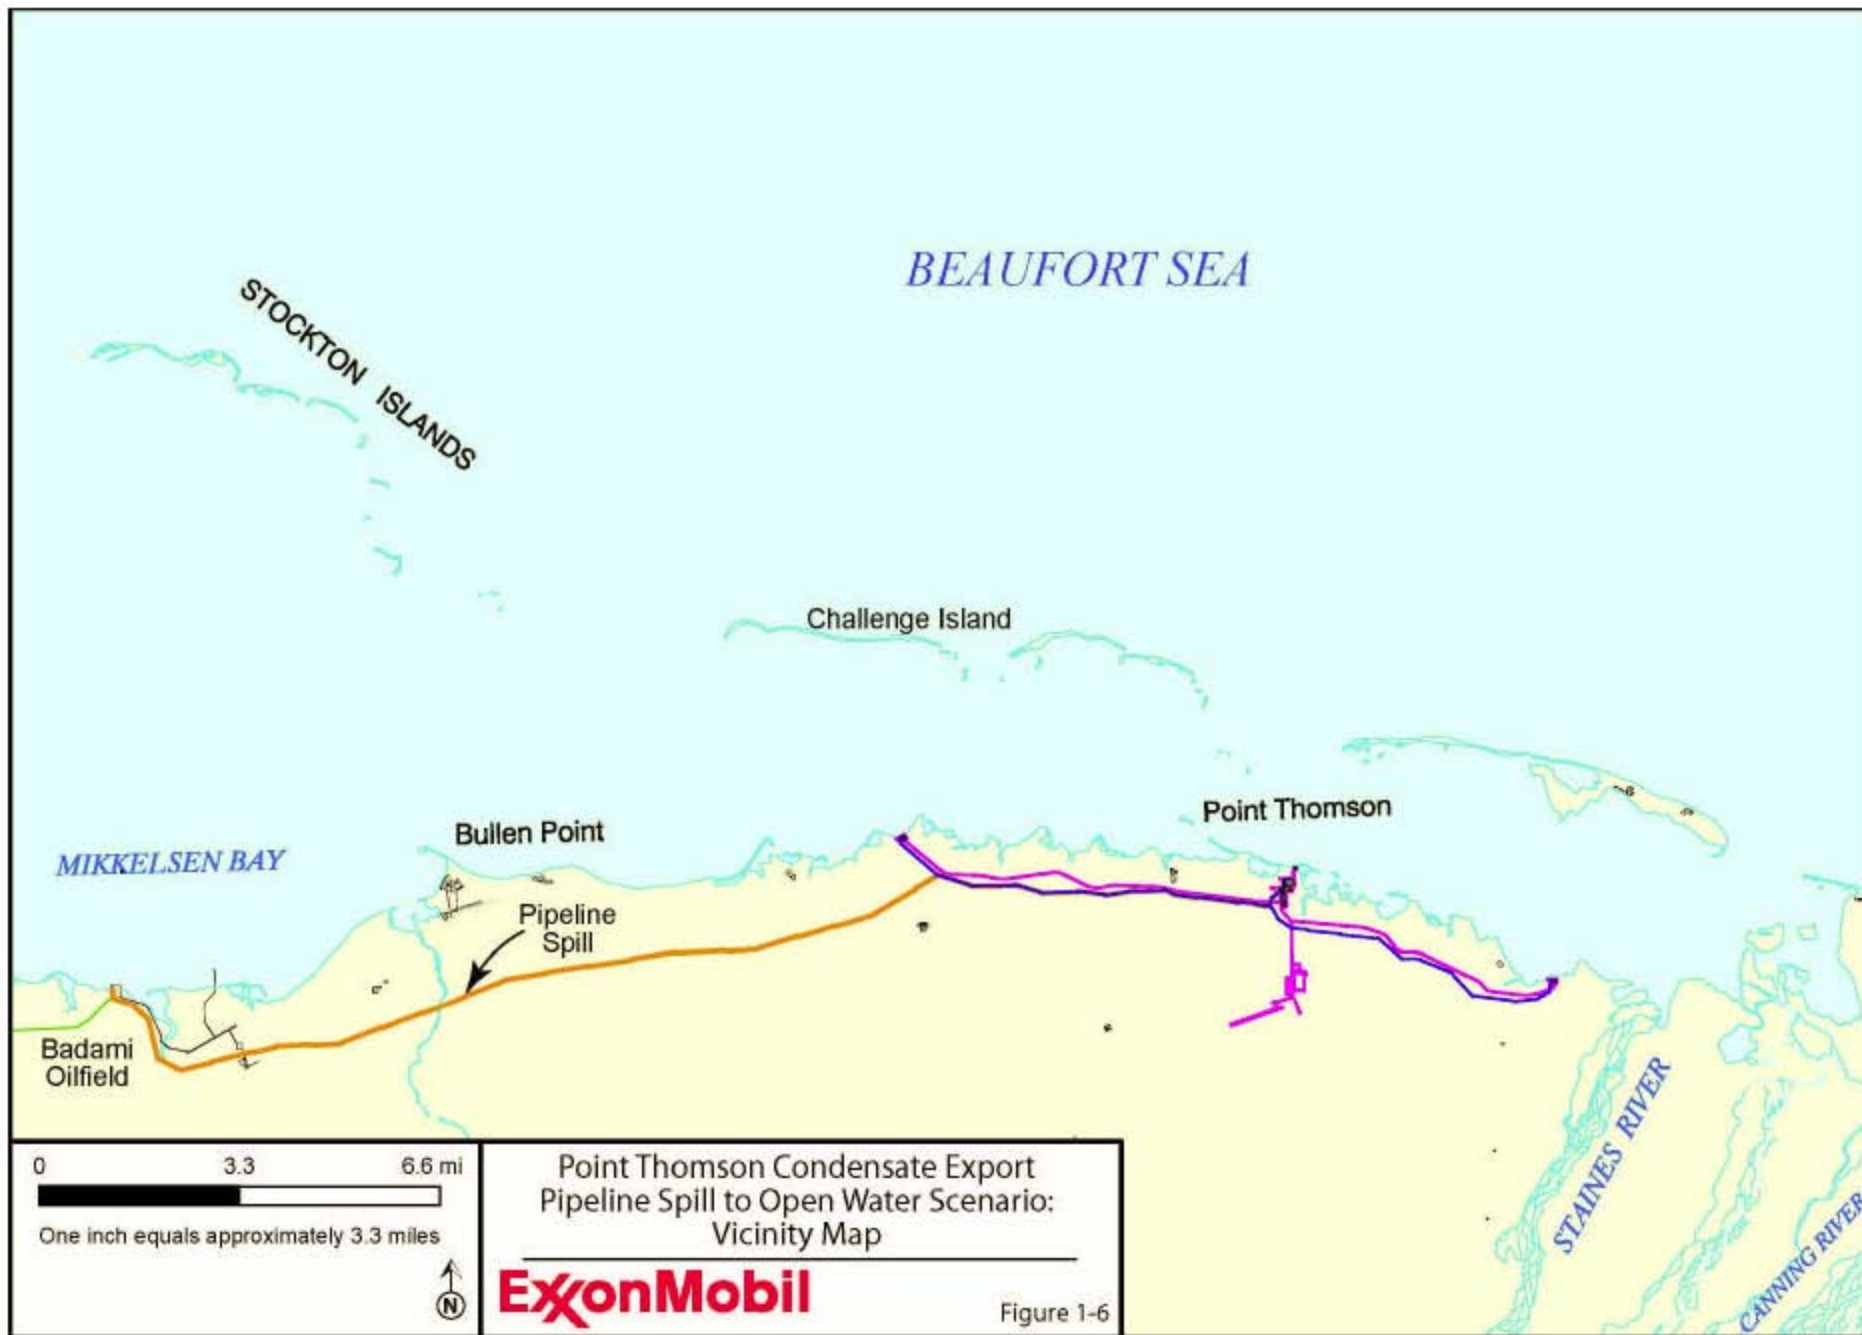 BEAUFORT SEA
STOCKTON ISLANDS
Challenge Island
Point Thomson
Bullen Point
MIKKELSEN BAY
Pipeline
Spill
Badami
Oilfield
STAINES RIVER
CANNING RIVER
0 3.3 6.6 mi
One inch equals approximately 3.3 miles
N
Point Thomson Condensate Export
Pipeline Spill to Open Water Scenario:
Vicinity Map
ExxonMobil
Figure 1-6